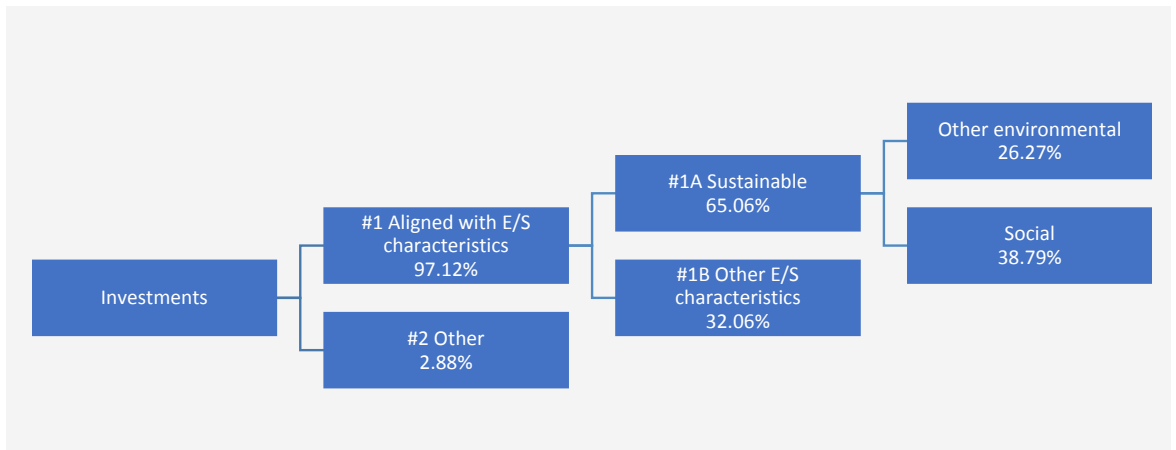 Investments
#1 Aligned with E/S
characteristics
97.12%
#2 Other
2.88%
#1A Sustainable
65.06%
#1B Other E/S
characteristics
32.06%
Other environmental
26.27%
Social
38.79%